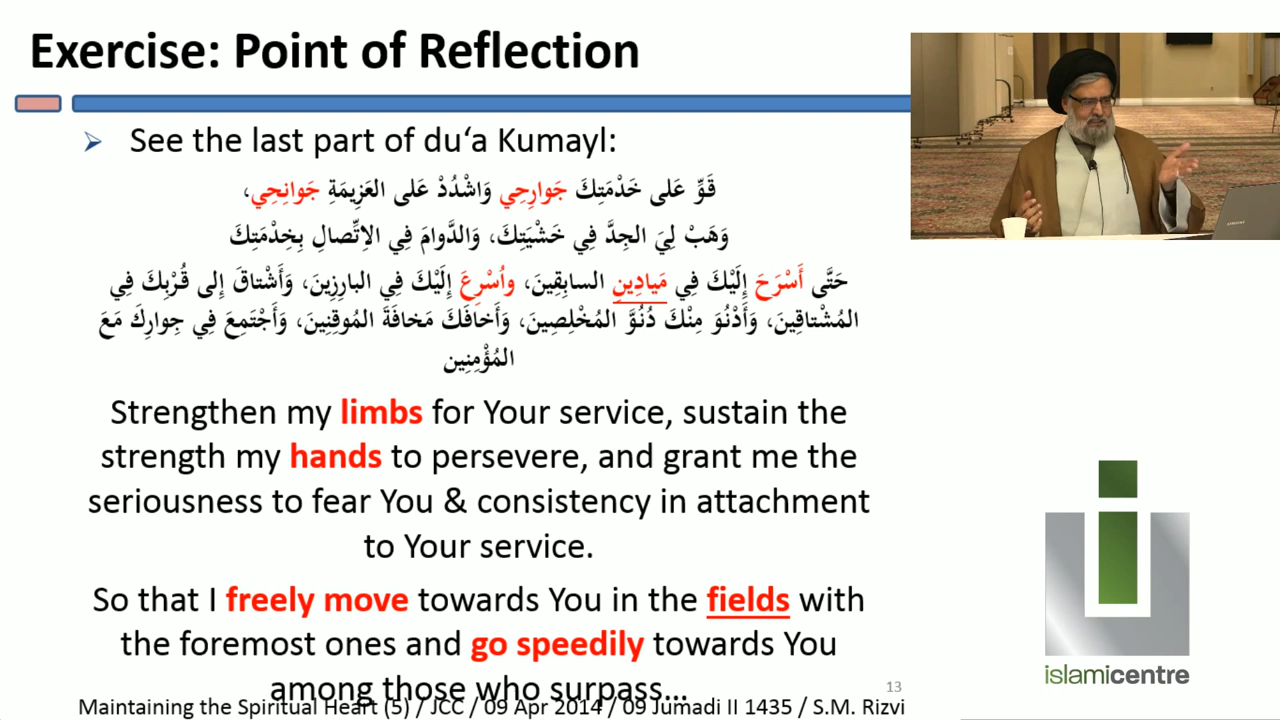 Exercise: Point of Reflection
See the last part of du‘a Kumayl:
قَوِّ عَلى خَدْمَتِكَ جَوارِحِي وَاشْدُدْ عَلى العَزِيمَةِ جَوانِحِي،
وَهَبْ لِيَ الجِدَّ فِي خَشْيَتِكَ، وَالدَّوامَ فِي الاِتِّصالِ بِخِدْمَتِكَ
حَتَّى أَسْرَحَ إِلَيْكَ فِي مَيادِينِ السابِقِينَ، واُسْرِعَ إِلَيْكَ فِي البارِزِينَ، وَأَشْتاقَ إِلى قُرْبِكَ فِي
المُشْتاقِينَ، وَأَدْنُوَ مِنْكَ دُنُوَّ المُخْلِصِينَ، وَأَخافَكَ مَخافَةَ المُوقِنِينَ، وَأَجْتَمِعَ فِي جِوارِكَ مَعَ
المُؤْمِنِين
Strengthen my limbs for Your service, sustain the
strength my hands to persevere, and grant me the
seriousness to fear You & consistency in attachment
to Your service.
So that I freely move towards You in the fields with
the foremost ones and go speedily towards You
among those who surpass...
13
Maintaining the Spiritual Heart (5) / JCC / 09 Apr 2014 / 09 Jumadi II 1435 / S.M. Rizvi
islamicentre
SAMSUNG